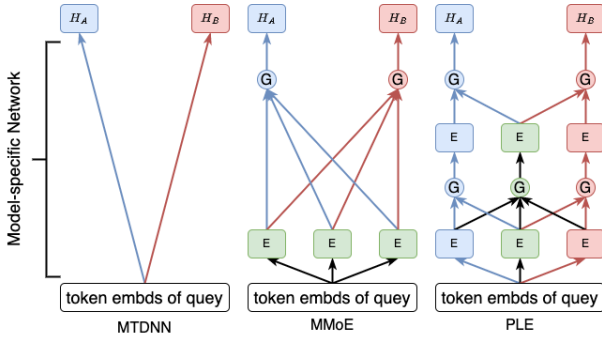 H_A H_B H_A H_B H_A H_B
G G G G
E E E
G G G
E E E E E E
Model-specific Network
token embds of quey token embds of quey token embds of quey
MTDNN MMoE PLE